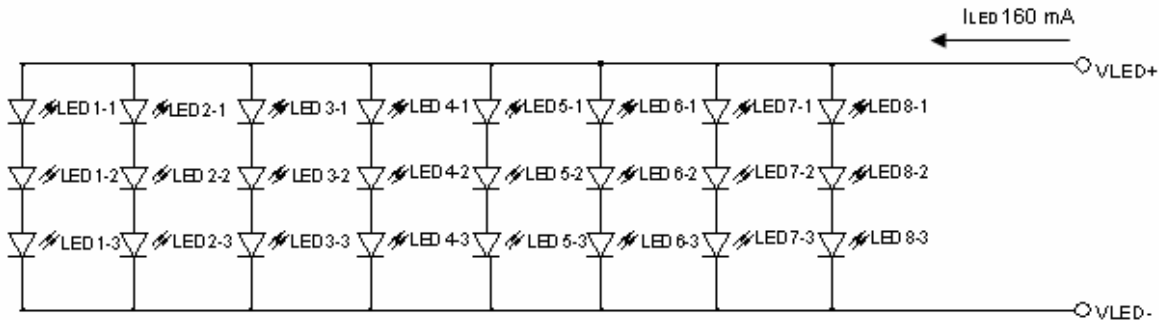 ILED 160 mA
VLED+
LED 1-1 LED 2-1 LED 3-1 LED 4-1 LED 5-1 LED 6-1 LED 7-1 LED 8-1
LED 1-2 LED 2-2 LED 3-2 LED 4-2 LED 5-2 LED 6-2 LED 7-2 LED 8-2
LED 1-3 LED 2-3 LED 3-3 LED 4-3 LED 5-3 LED 6-3 LED 7-3 LED 8-3
VLED-